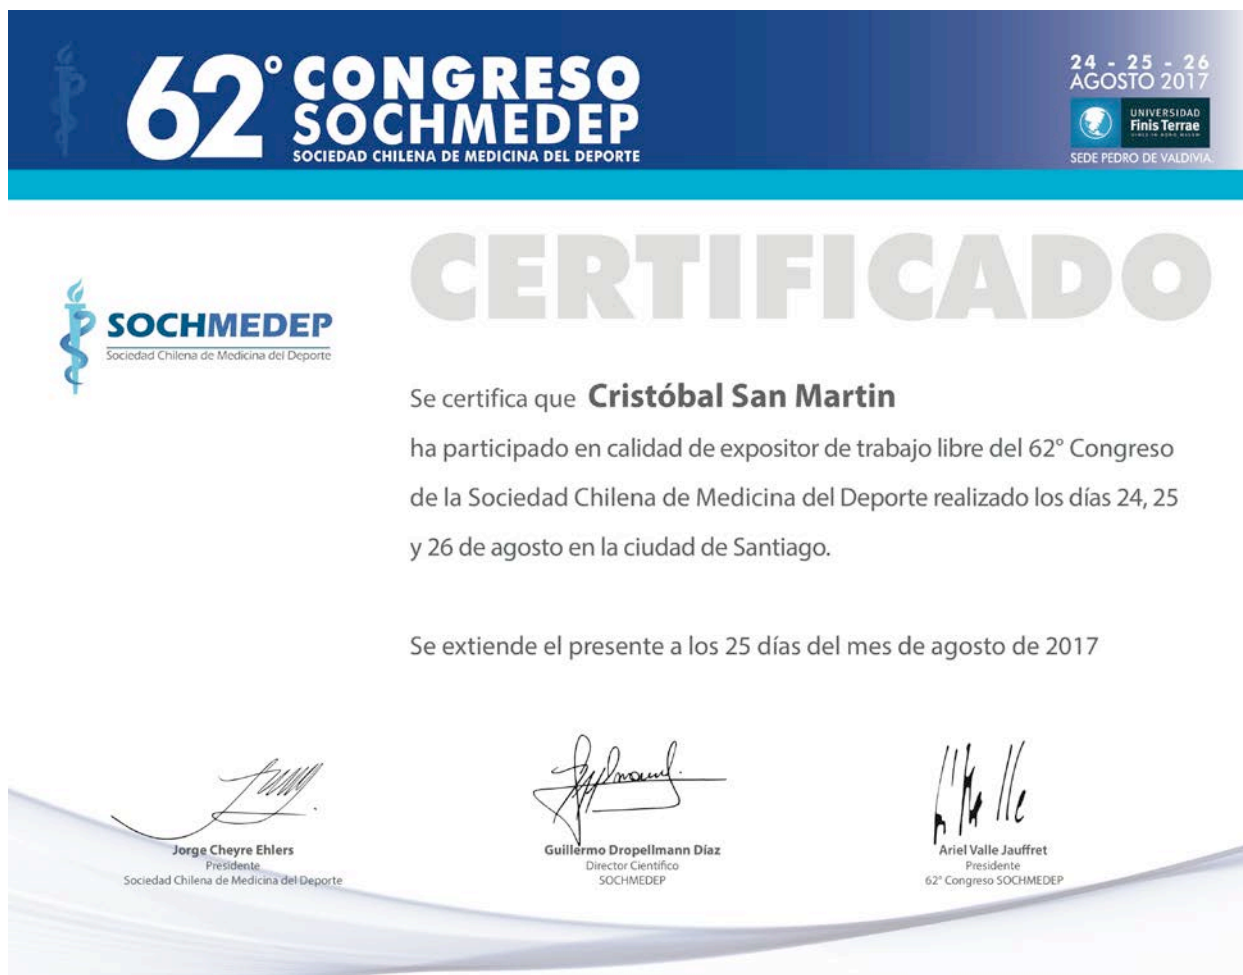 62° CONGRESO
SOCHMEDEP
SOCIEDAD CHILENA DE MEDICINA DEL DEPORTE
24 - 25 - 26
AGOSTO 2017
UNIVERSIDAD
Finis Terrae
SEDE PEDRO DE VALDIVIA.
CERTIFICADO
SOCHMEDEP
Sociedad Chilena de Medicina del Deporte
Se certifica que Cristóbal San Martin
ha participado en calidad de expositor de trabajo libre del 62° Congreso
de la Sociedad Chilena de Medicina del Deporte realizado los días 24, 25
y 26 de agosto en la ciudad de Santiago.
Se extiende el presente a los 25 días del mes de agosto de 2017
Jorge Cheyre Ehlers
Presidente
Sociedad Chilena de Medicina del Deporte
Guillermo Dropellmann Díaz
Director Científico
SOCHMEDEP
Ariel Valle Jauffret
Presidente
62° Congreso SOCHMEDEP